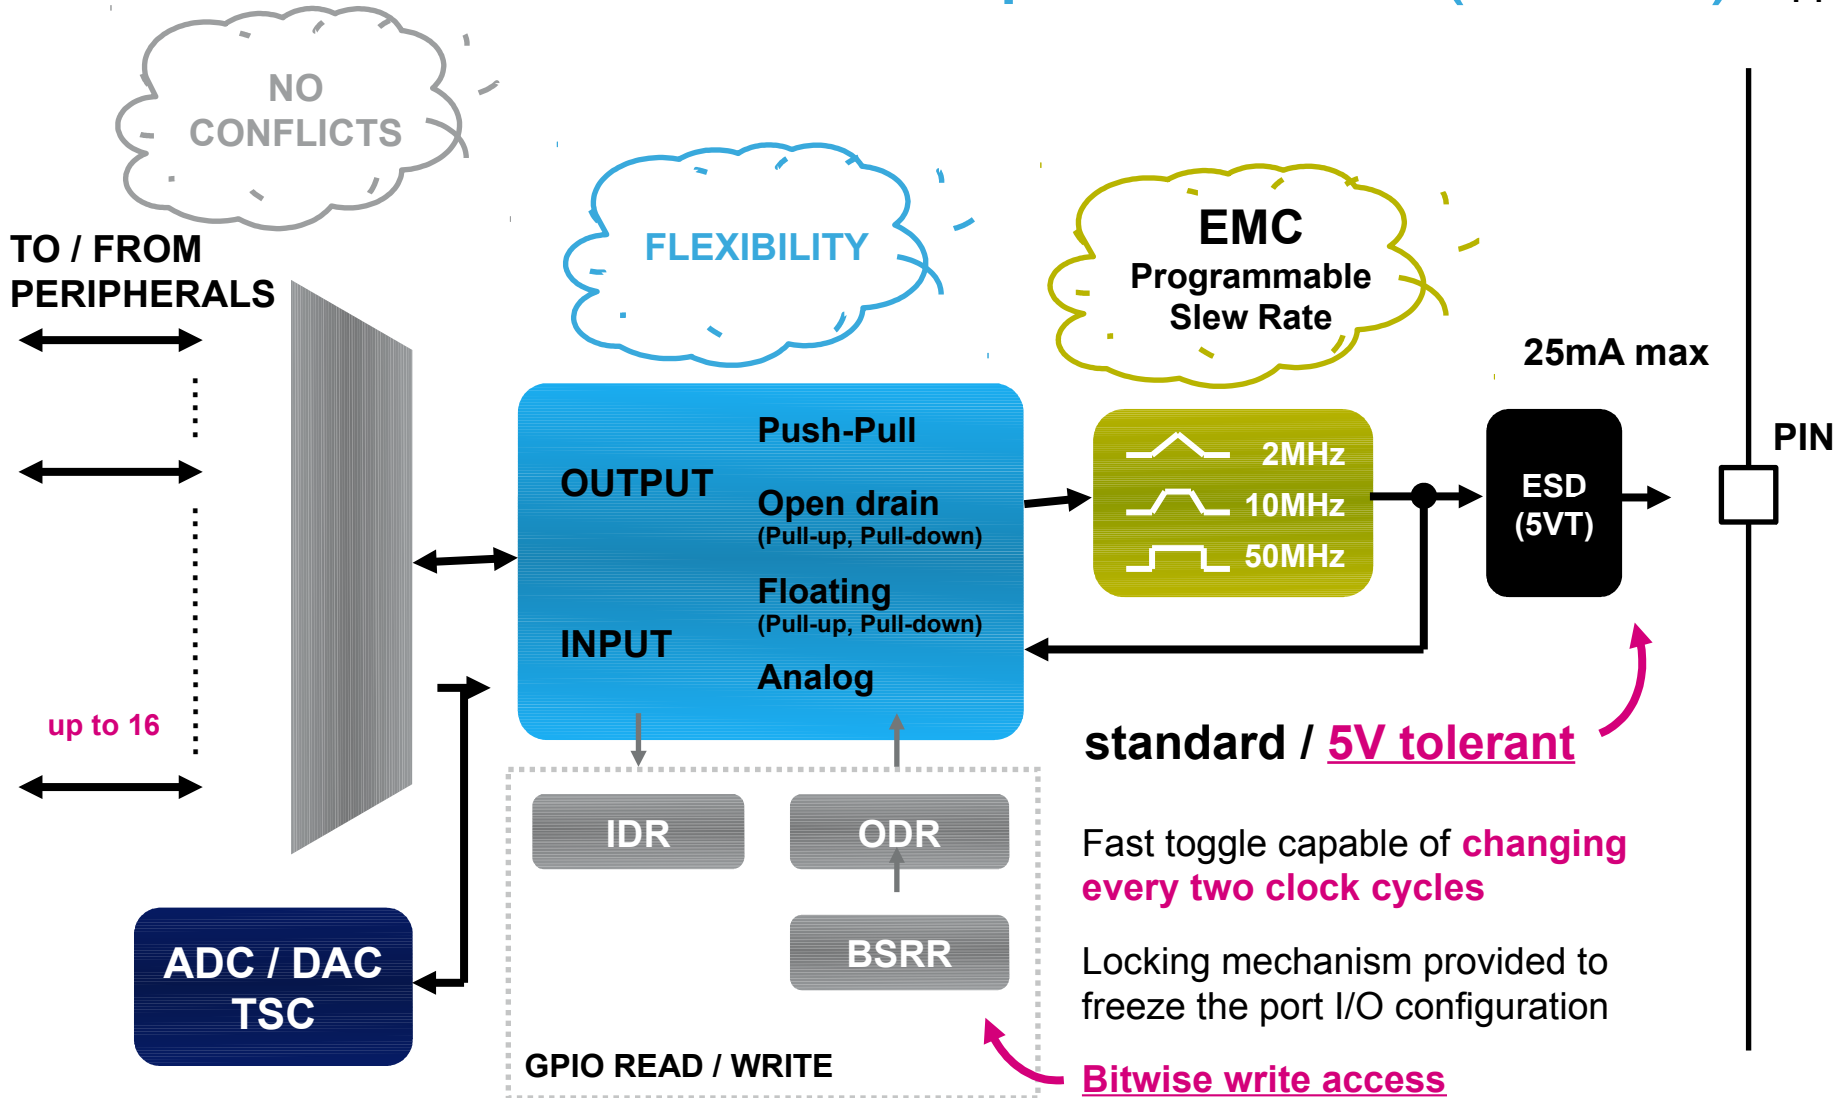 NO
CONFLICTS
TO / FROM
PERIPHERALS
up to 16
FLEXIBILITY
EMC
Programmable
Slew Rate
25mA max
PIN
OUTPUT
Push-Pull
Open drain
(Pull-up, Pull-down)
INPUT
Floating
(Pull-up, Pull-down)
Analog
2MHz
10MHz
50MHz
ESD
(5VT)
standard / 5V tolerant
IDR
ODR
BSRR
GPIO READ / WRITE
ADC / DAC
TSC
Fast toggle capable of changing
every two clock cycles
Locking mechanism provided to
freeze the port I/O configuration
Bitwise write access